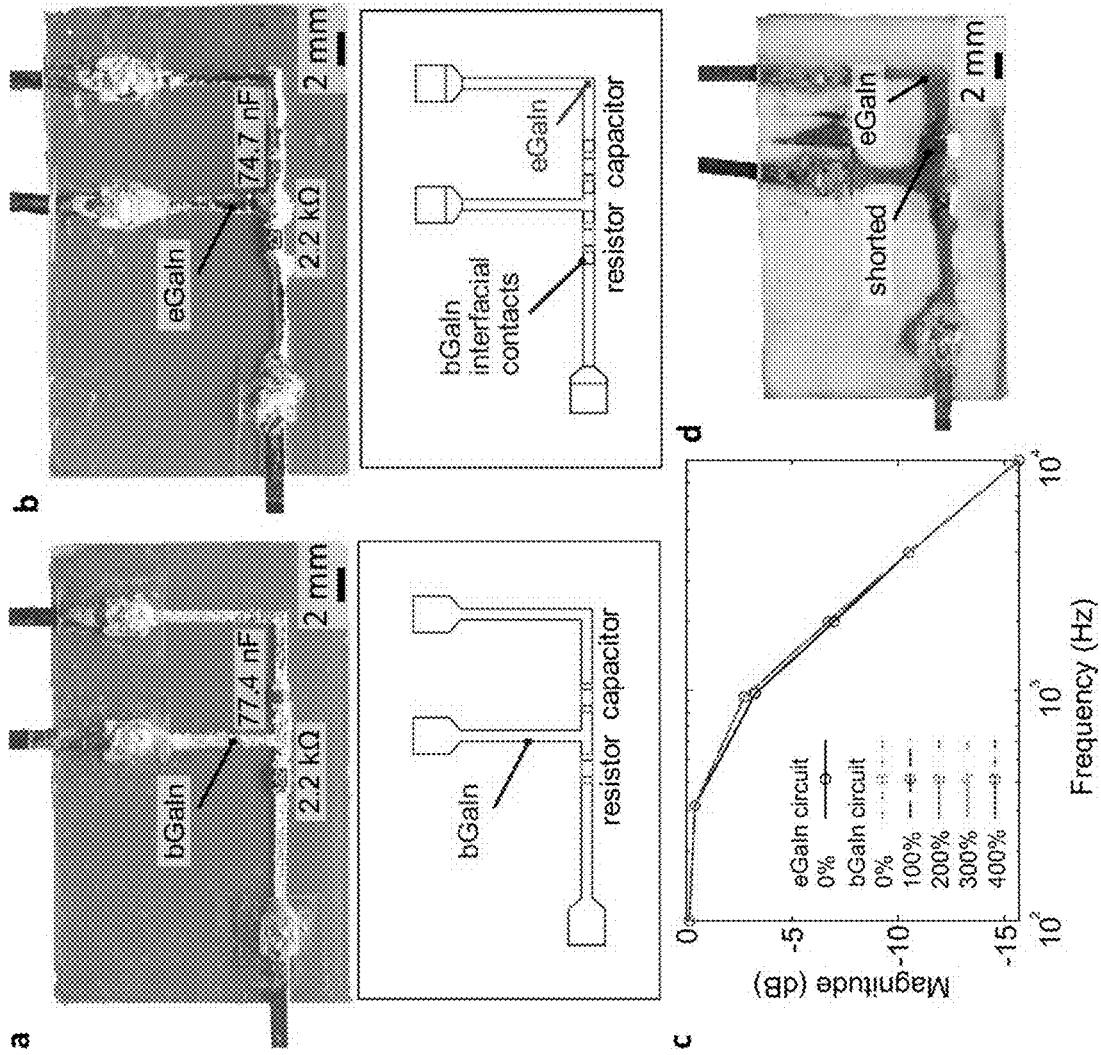 a
bGaIn
77.4 nF
2.2 kΩ
2 mm
bGaIn
resistor capacitor
b
eGaIn
74.7 nF
2.2 kΩ
2 mm
bGaIn
interfacial
contacts
eGaIn
resistor capacitor
c
Magnitude (dB)
0
-5
-10
-15
eGaIn circuit
0%
bGaIn circuit
0%
100%
200%
300%
400%
10²
10³
10⁴
Frequency (Hz)
d
shorted
eGaIn
2 mm